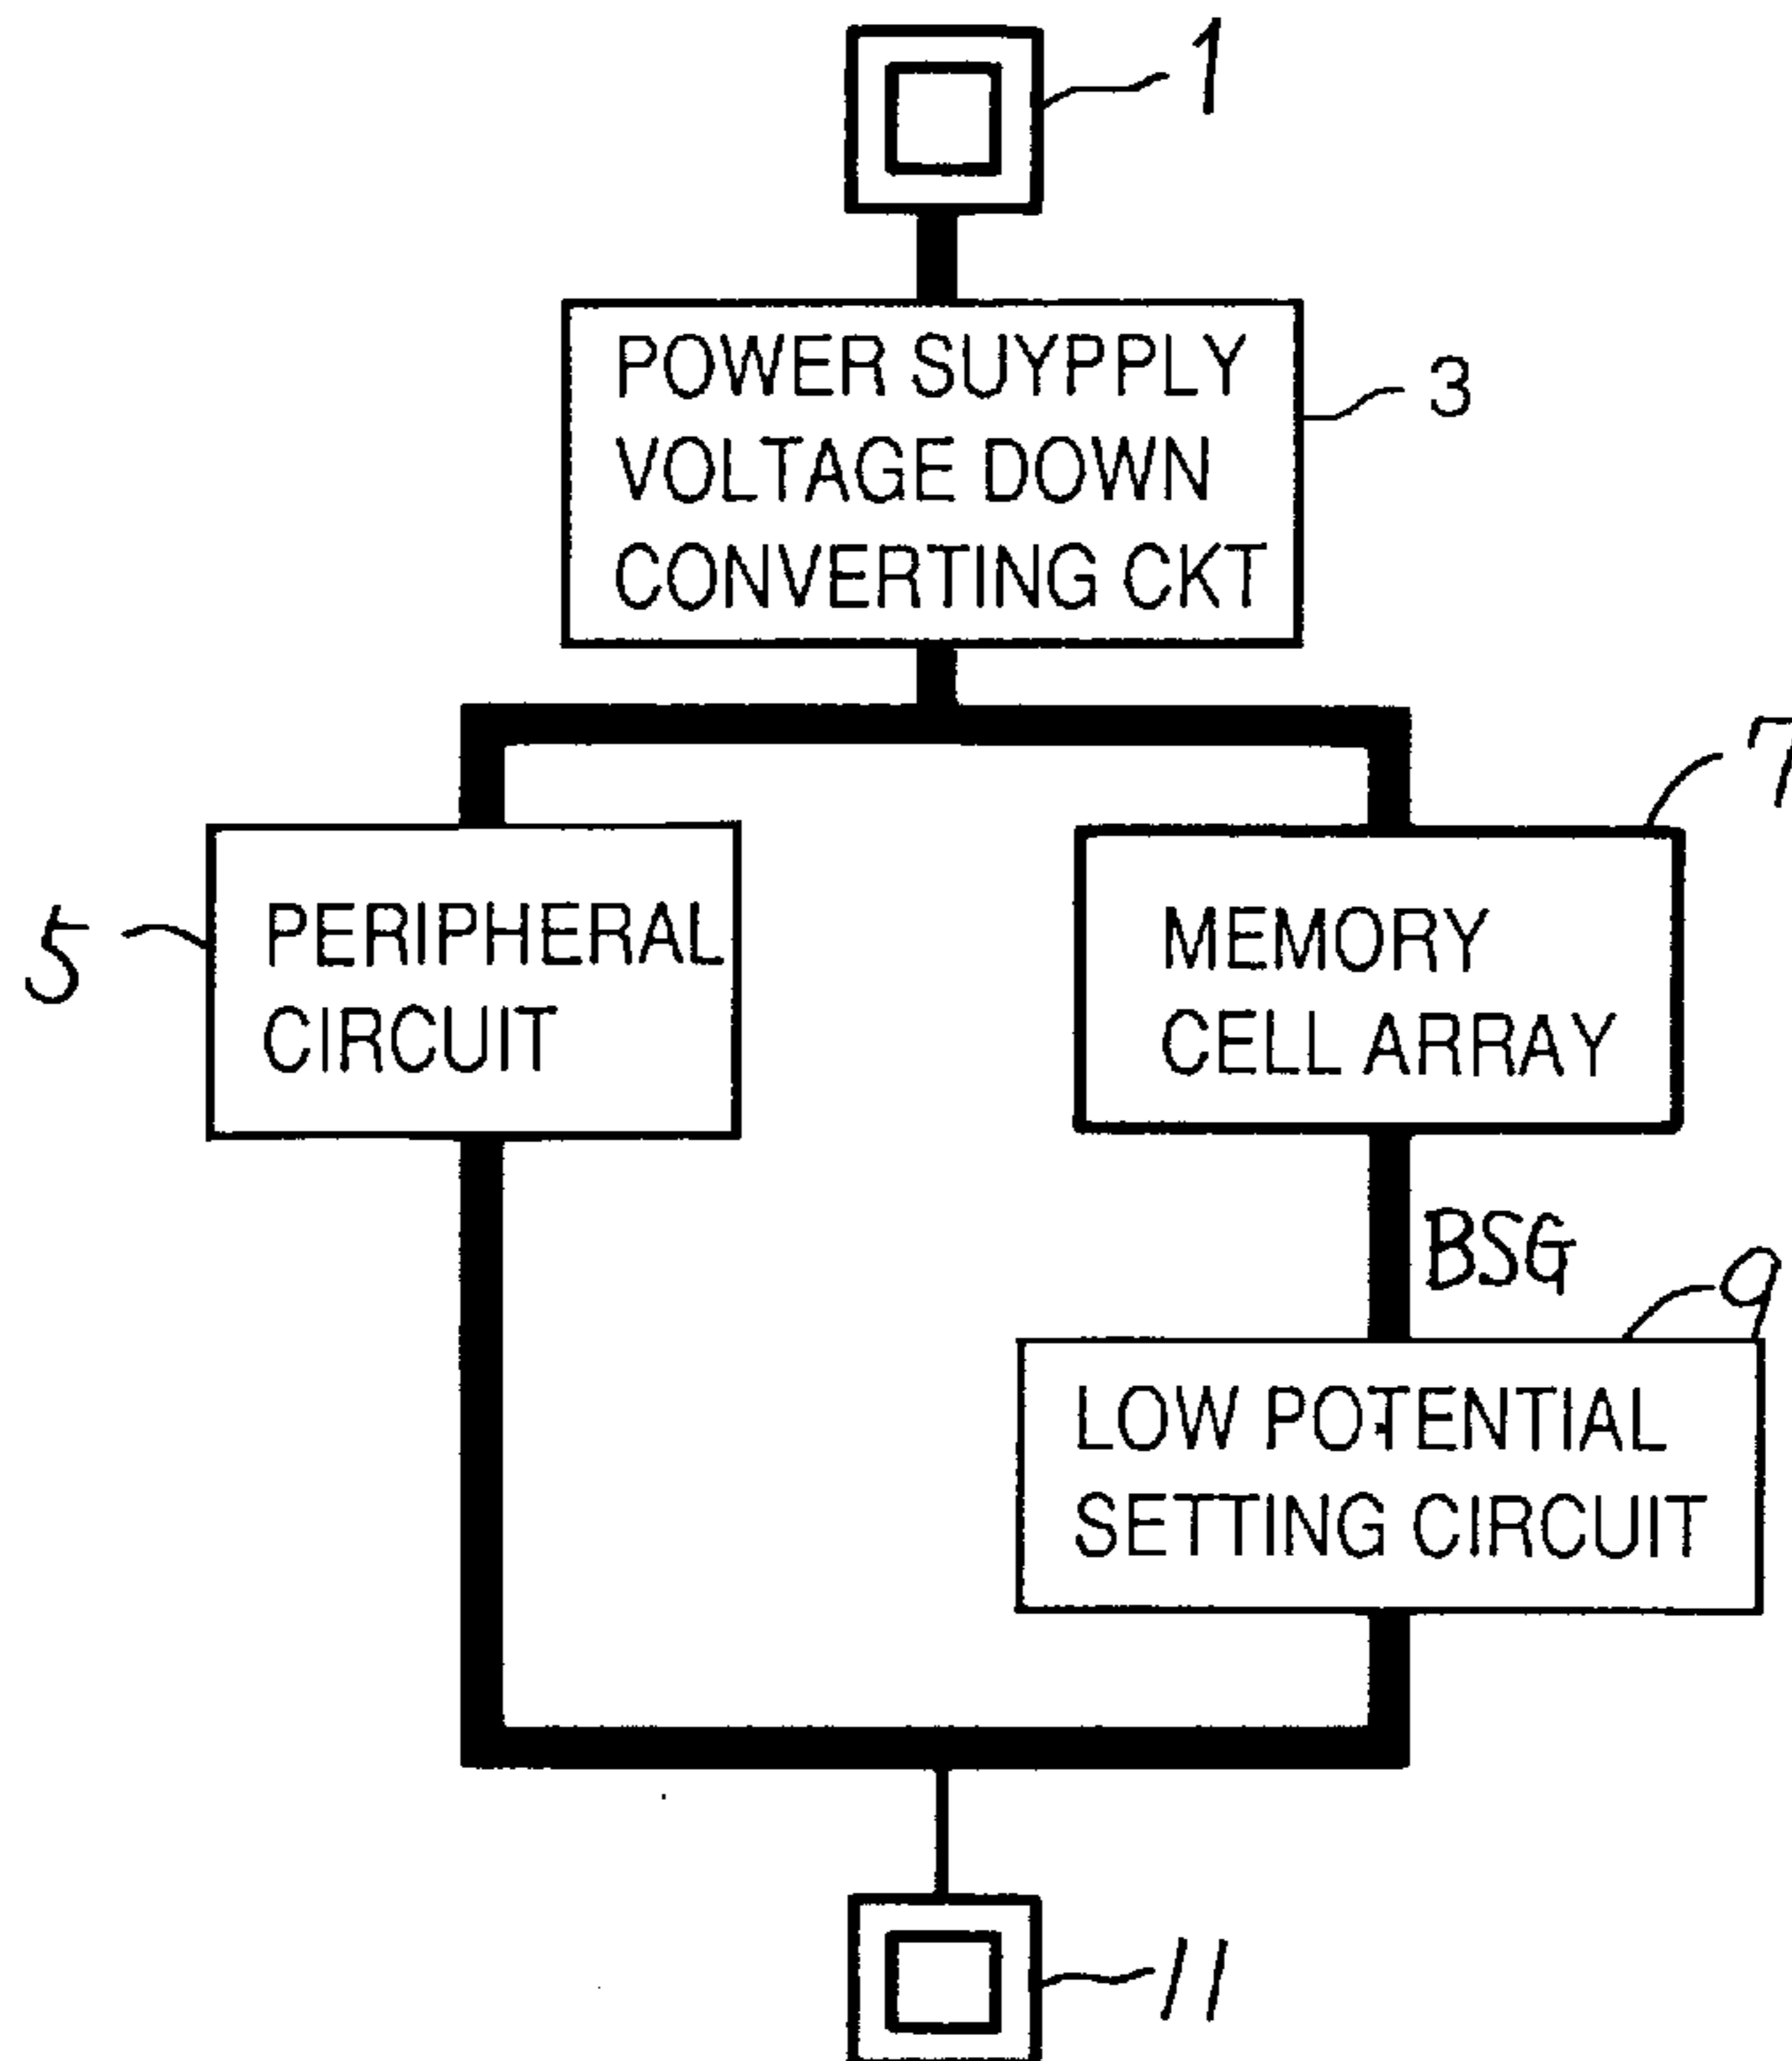 1
POWER SUYPPLY
VOLTAGE DOWN
CONVERTING CKT
3
7
5
PERIPHERAL
CIRCUIT
MEMORY
CELL ARRAY
BSG
9
LOW POTENTIAL
SETTING CIRCUIT
11